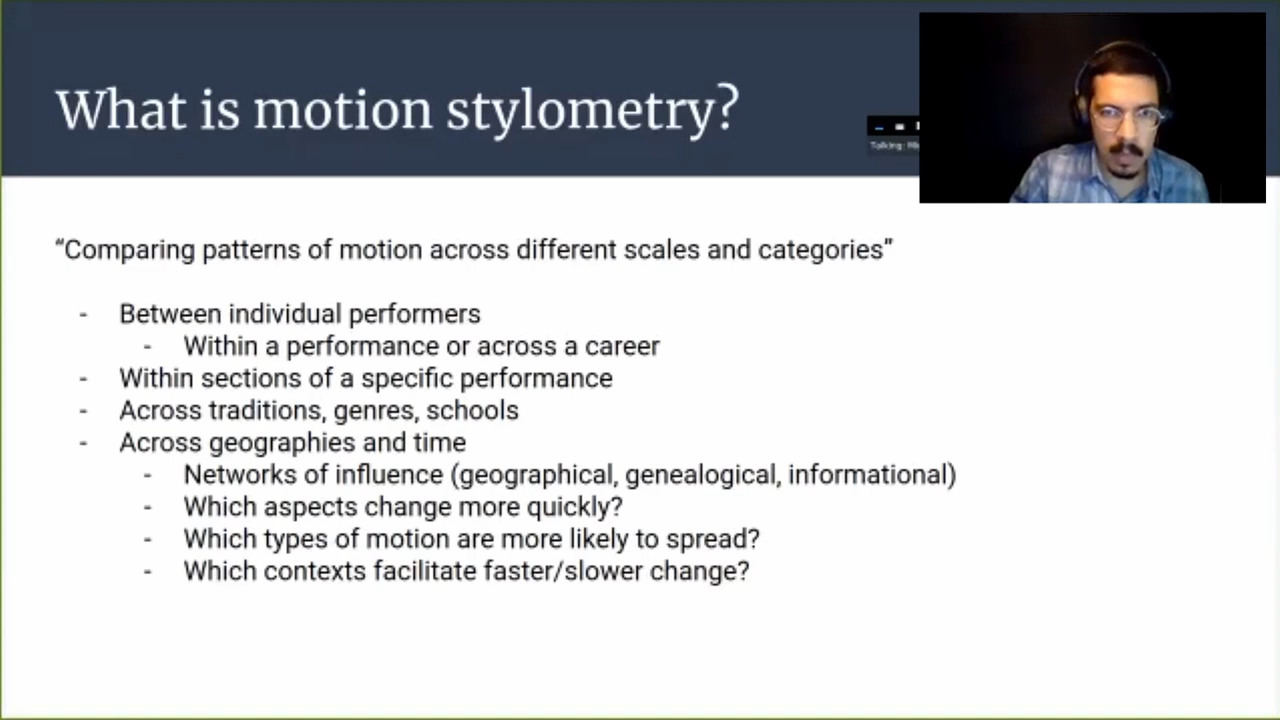 What is motion stylometry?
Talking:
“Comparing patterns of motion across different scales and categories”
- Between individual performers
- Within a performance or across a career
- Within sections of a specific performance
- Across traditions, genres, schools
- Across geographies and time
- Networks of influence (geographical, genealogical, informational)
- Which aspects change more quickly?
- Which types of motion are more likely to spread?
- Which contexts facilitate faster/slower change?